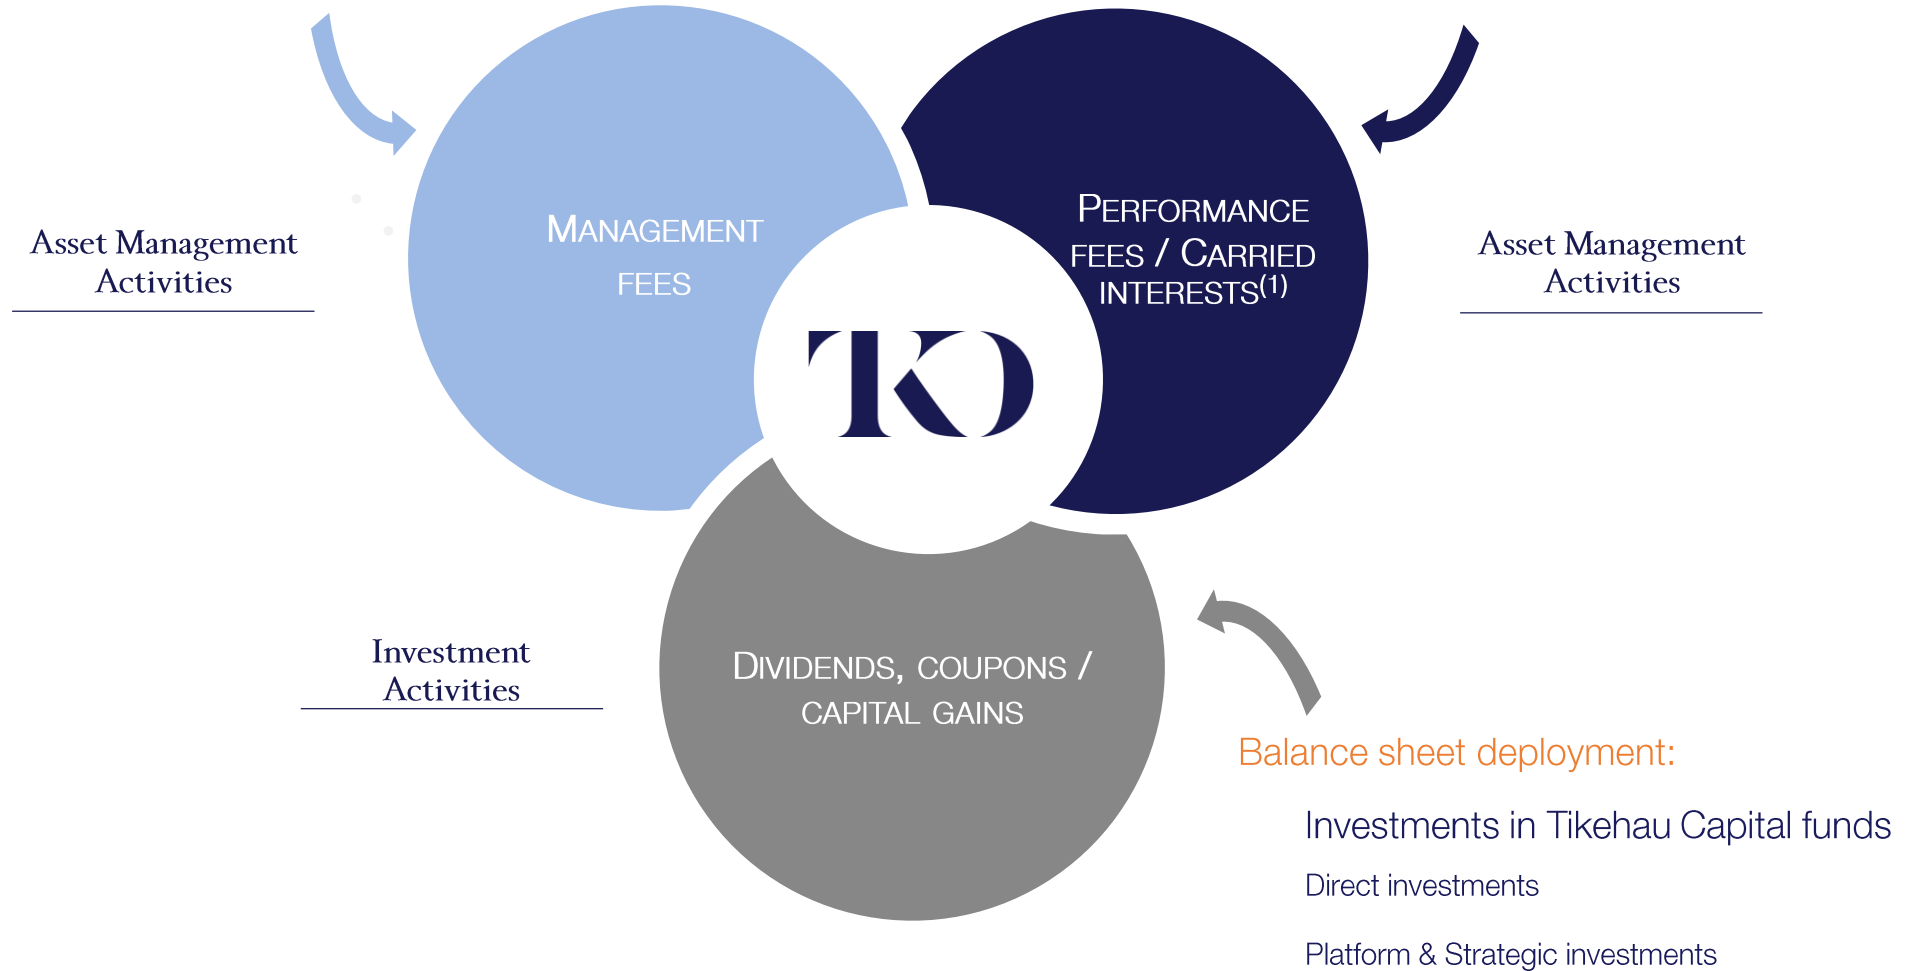 Asset Management
Activities
MANAGEMENT
FEES
PERFORMANCE
FEES / CARRIED
INTERESTS(1)
Asset Management
Activities
TKO
Investment
Activities
DIVIDENDS, COUPONS /
CAPITAL GAINS
Balance sheet deployment:
Investments in Tikehau Capital funds
Direct investments
Platform & Strategic investments